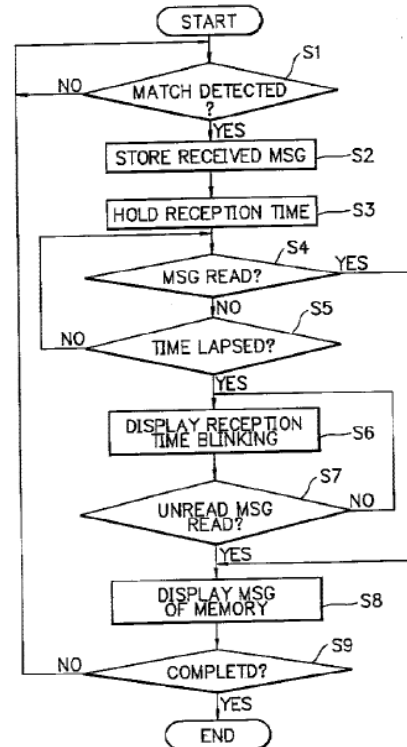 START
S1
NO
MATCH DETECTED
?
YES
STORE RECEIVED MSG
S2
HOLD RECEPTION TIME
S3
S4
MSG READ?
YES
NO
S5
NO
TIME LAPSED?
YES
DISPLAY RECEPTION
TIME BLINKING
S6
S7
UNREAD MSG
READ?
NO
YES
DISPLAY MSG
OF MEMORY
S8
S9
NO
COMPLETD?
YES
END